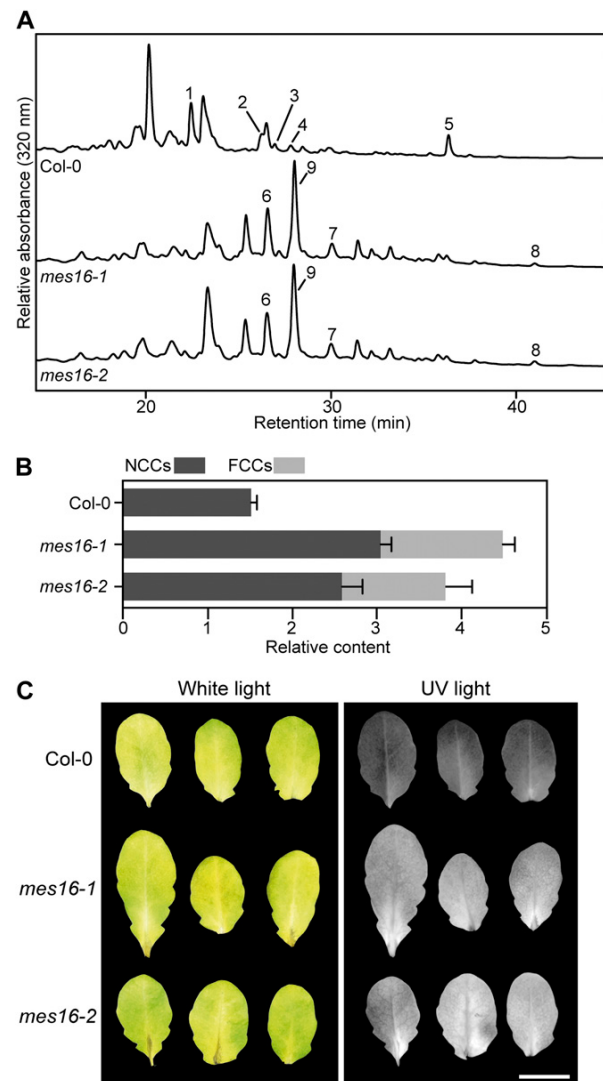 A
Relative absorbance (320 nm)
1
2
3
4
5
Col-0
9
6
7
8
mes16-1
9
6
7
8
mes16-2
20
30
40
Retention time (min)
B
NCCs
FCCs
Col-0
mes16-1
mes16-2
0
1
2
3
4
5
Relative content
C
White light
UV light
Col-0
mes16-1
mes16-2